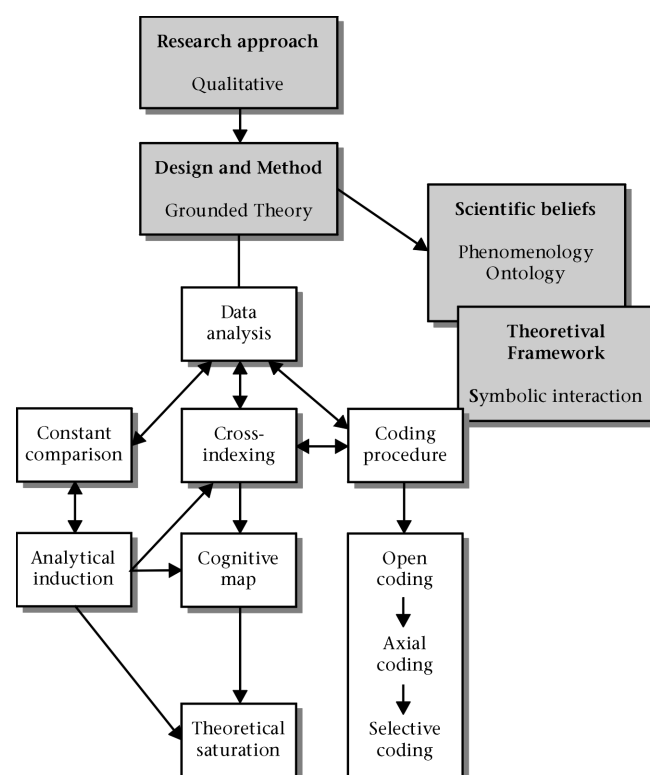 Research approach
Qualitative
Design and Method
Grounded Theory
Scientific beliefs
Phenomenology
Ontology
Theoretival
Framework
Symbolic interaction
Data
analysis
Constant
comparison
Cross-
indexing
Coding
procedure
Analytical
induction
Cognitive
map
Open
coding
Axial
coding
Selective
coding
Theoretical
saturation